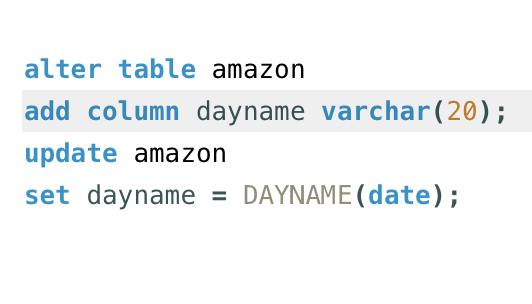 alter table amazon
add column dayname varchar(20);
update amazon
set dayname = DAYNAME(date);